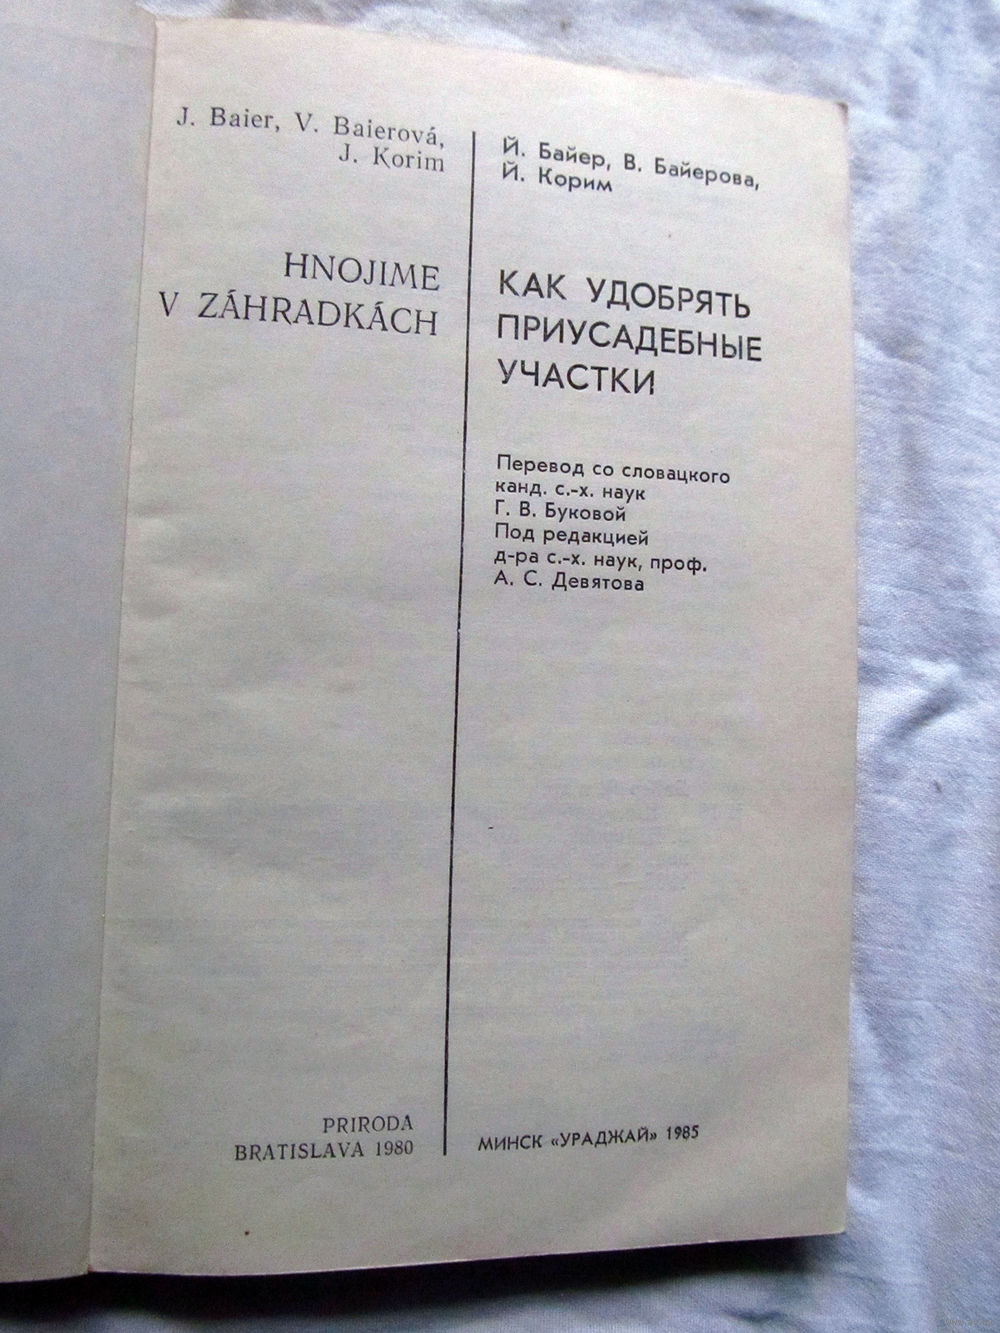 J. Baier, V. Baierová,
J. Korim
HNOJIME
V ZÁHRADKÁCH
PRIRODA
BRATISLAVA 1980
Й. Байер, В. Байерова,
Й. Корим
КАК УДОБРЯТЬ
ПРИУСАДЕБНЫЕ
УЧАСТКИ
Перевод со словацкого
канд. с.-х. наук
Г. В. Буковой
Под редакцией
д-ра с.-х. наук, проф.
А. С. Девятова
МИНСК «УРАДЖАЙ» 1985